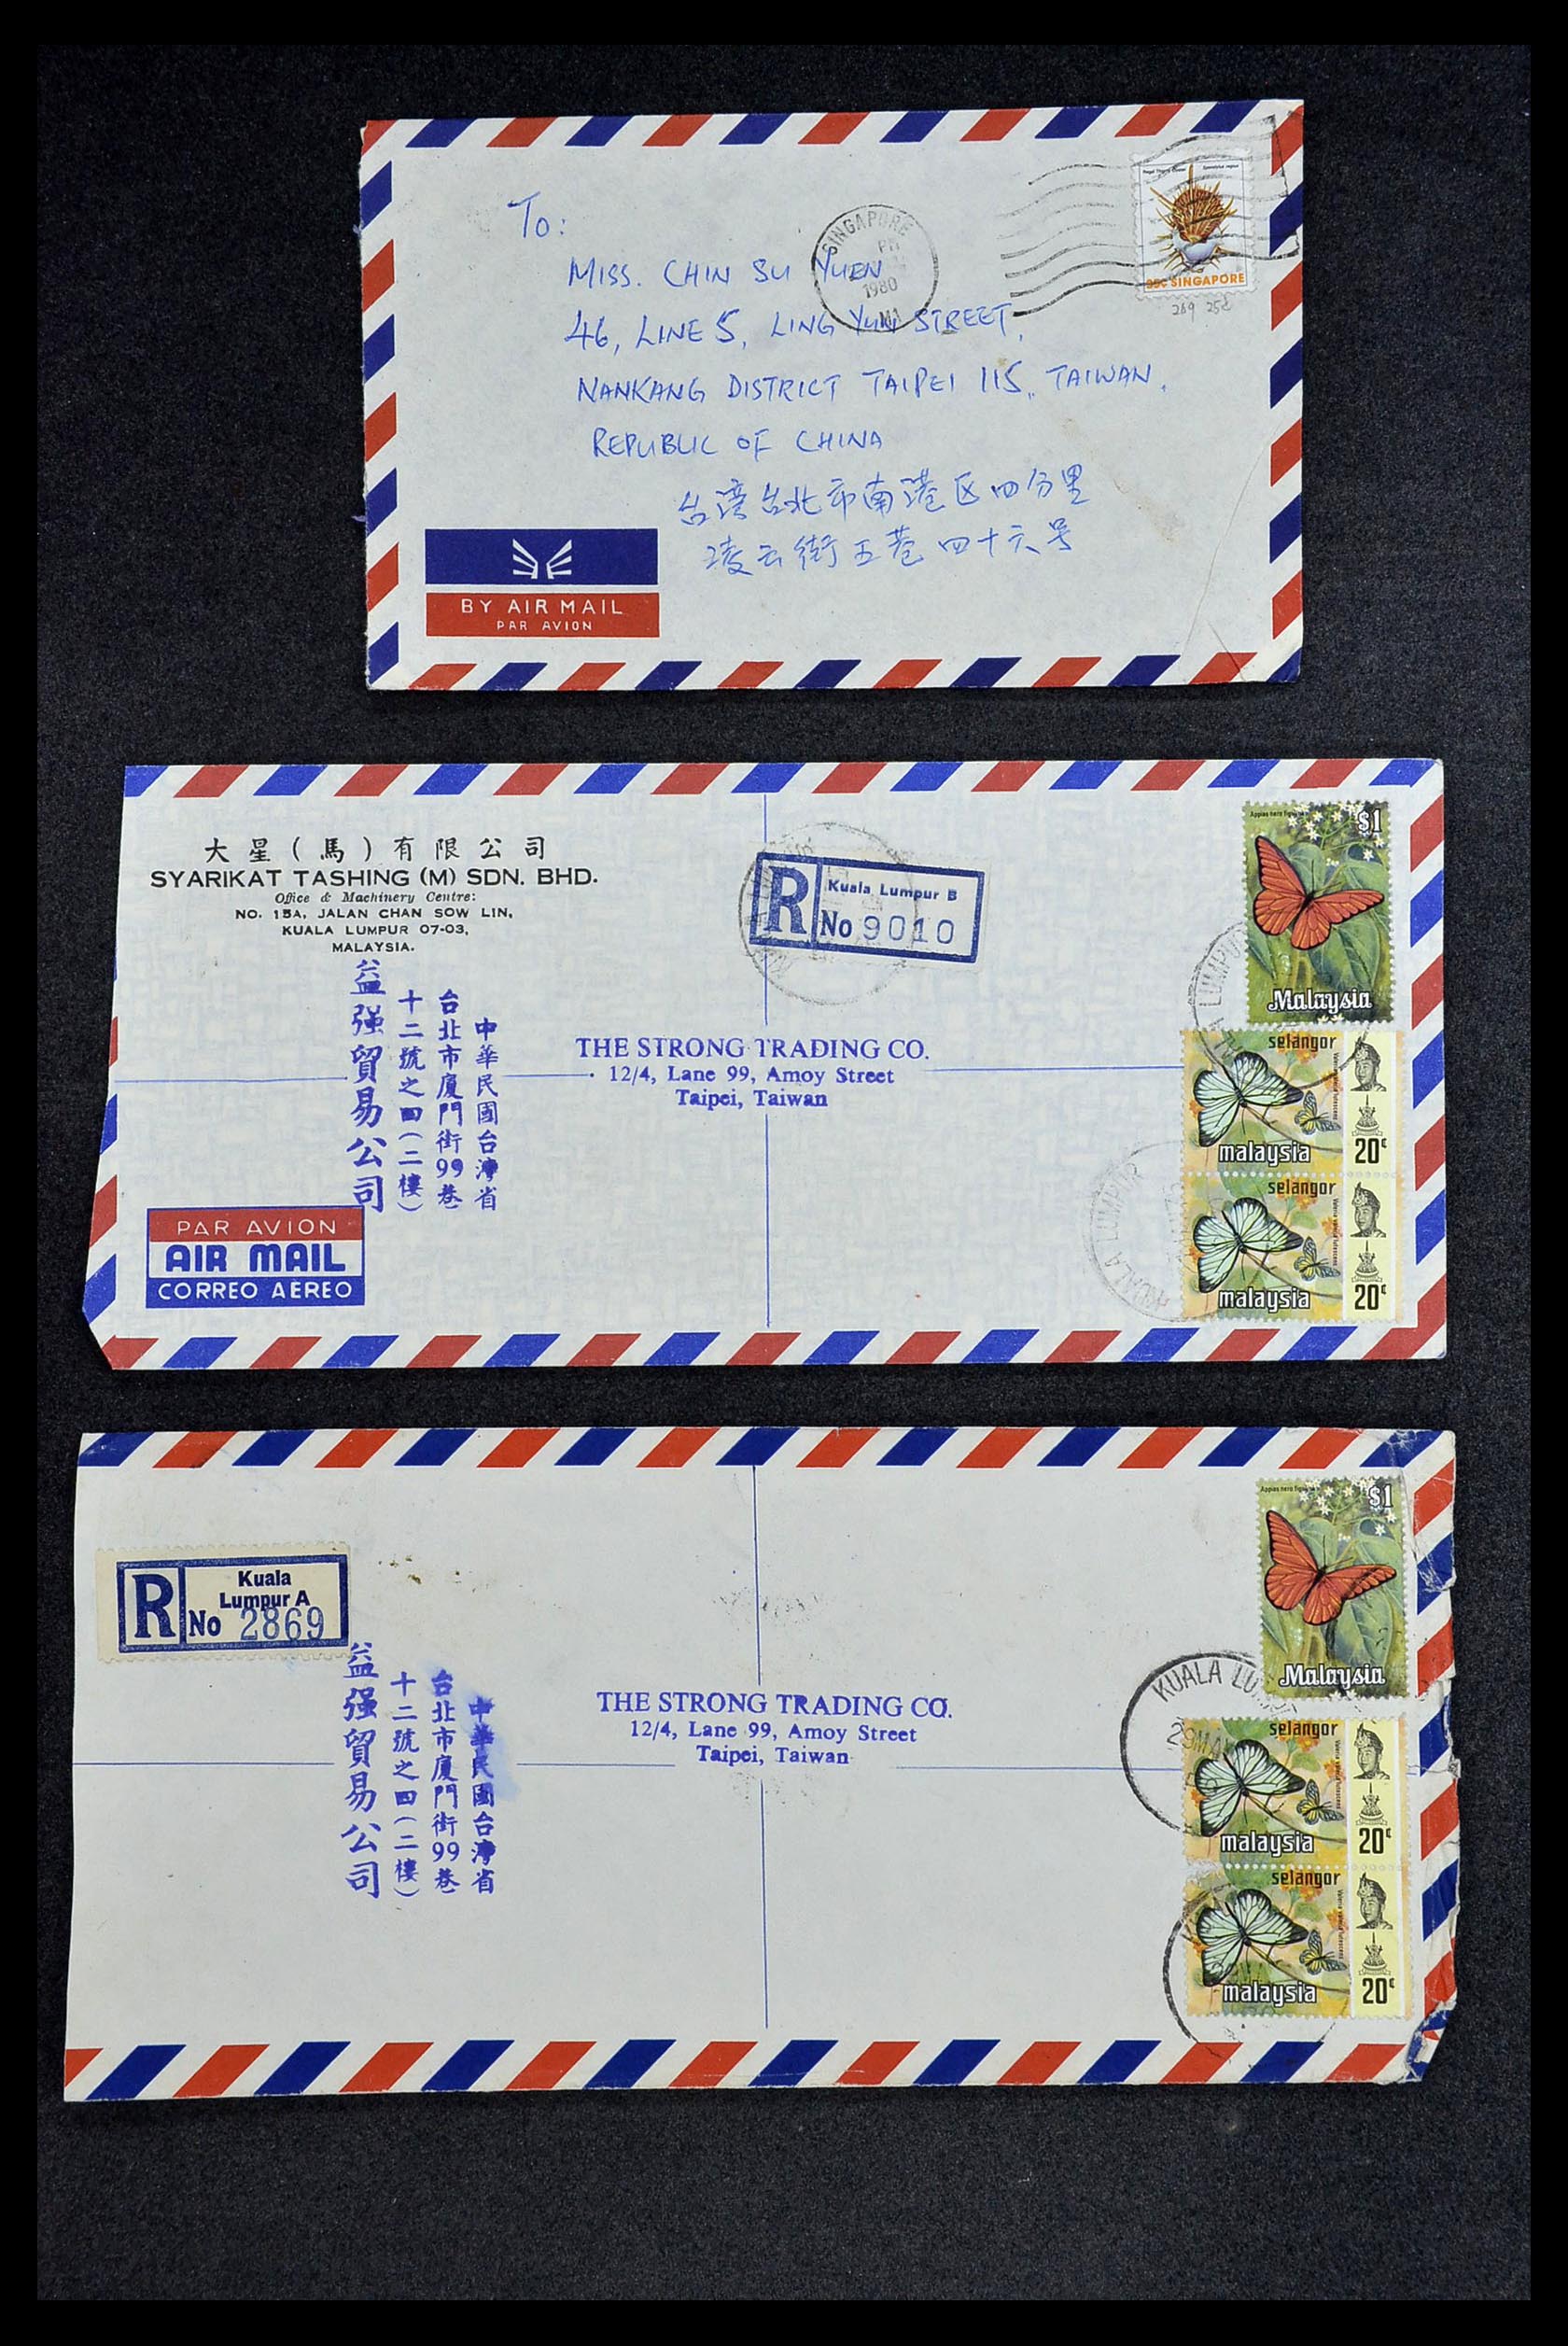 To:
MISS. CHIN SU YUEN
46, LINE 5, LING YUN STREET,
NANKANG DISTRICT TAIPEI 115, TAIWAN,
REPUBLIC OF CHINA
台湾台北市南港区四分里
凌云街五巷四十六号
SINGAPORE
PM
1980
35c SINGAPORE
269 25c
BY AIR MAIL
PAR AVION
大星(馬)有限公司
SYARIKAT TASHING (M) SDN. BHD.
Office & Machinery Centre:
NO. 15A, JALAN CHAN SOW LIN,
KUALA LUMPUR 07-03,
MALAYSIA.
R
Kuala Lumpur B
No 9010
$1
Malaysia
中華民國台灣省
台北市廈門街99巷
十二號之四(二樓)
益强貿易公司
THE STRONG TRADING CO.
12/4, Lane 99, Amoy Street
Taipei, Taiwan
selangor
malaysia
20c
selangor
malaysia
20c
KUALA LUMPUR
PAR AVION
AIR MAIL
CORREO AEREO
R
Kuala
Lumpur A
No 2869
$1
Malaysia
中華民國台灣省
台北市廈門街99巷
十二號之四(二樓)
益强貿易公司
THE STRONG TRADING CO.
12/4, Lane 99, Amoy Street
Taipei, Taiwan
KUALA LUMPUR
selangor
malaysia
20c
selangor
malaysia
20c